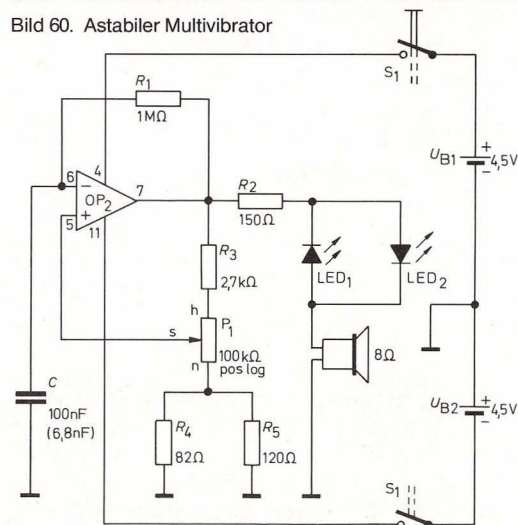 Bild 60. Astabiler Multivibrator
S1
R1
1MΩ
UB1
+
4,5V
−
4
6
−
OP2
7
5
+
11
R2
150Ω
LED1
LED2
R3
2,7kΩ
h
s
P1
100kΩ
pos log
n
8Ω
C
100nF
(6,8nF)
R4
82Ω
R5
120Ω
UB2
+
4,5V
−
S1